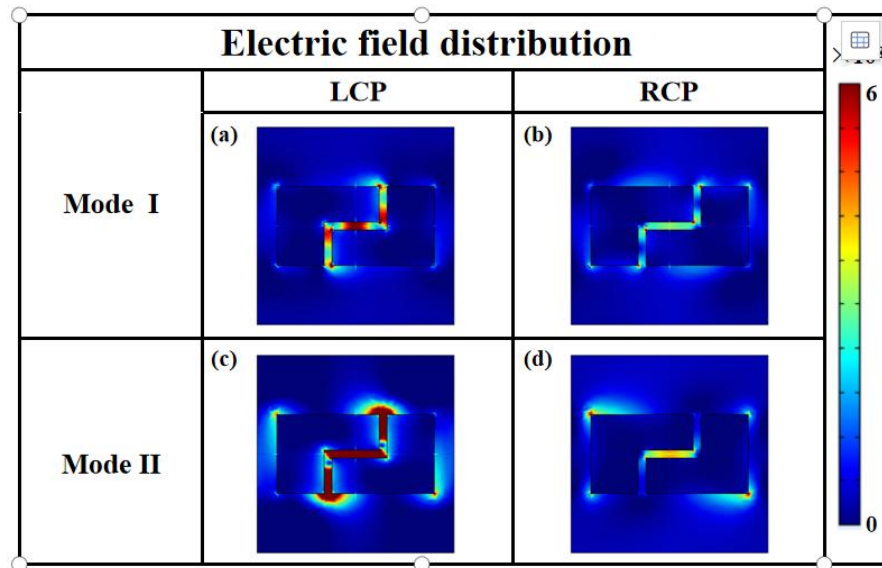 Electric field distribution
LCP RCP
(a) (b)
6
Mode I
(c) (d)
Mode II
0